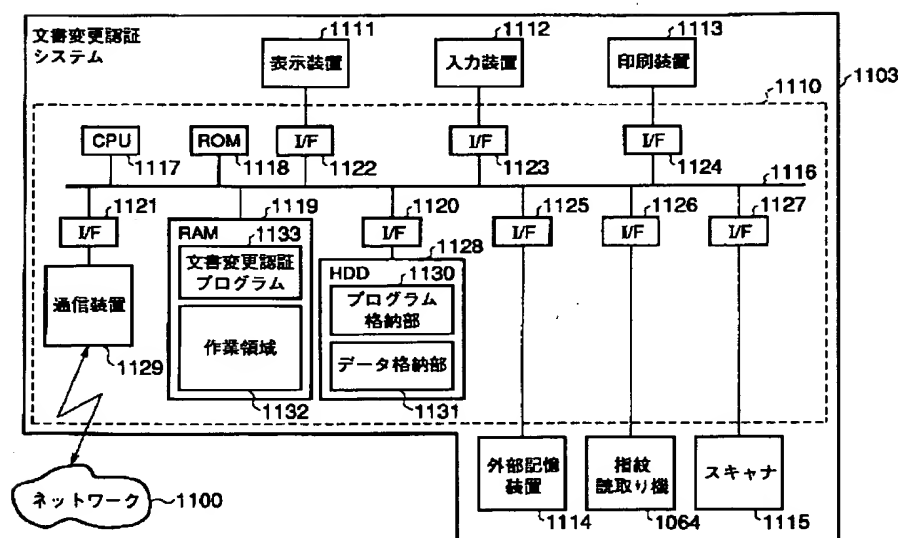 文書変更認証
システム
1111
表示装置
1112
入力装置
1113
印刷装置
1103
1110
CPU
1117
ROM
1118
I/F
1122
I/F
1123
I/F
1124
1116
1121
I/F
通信装置
1129
1119
RAM
1133
文書変更認証
プログラム
作業領域
1132
1120
I/F
1128
HDD
1130
プログラム
格納部
データ格納部
1131
1125
I/F
1126
I/F
1127
I/F
外部記憶
装置
1114
指紋
読取り機
1064
スキャナ
1115
ネットワーク
1100